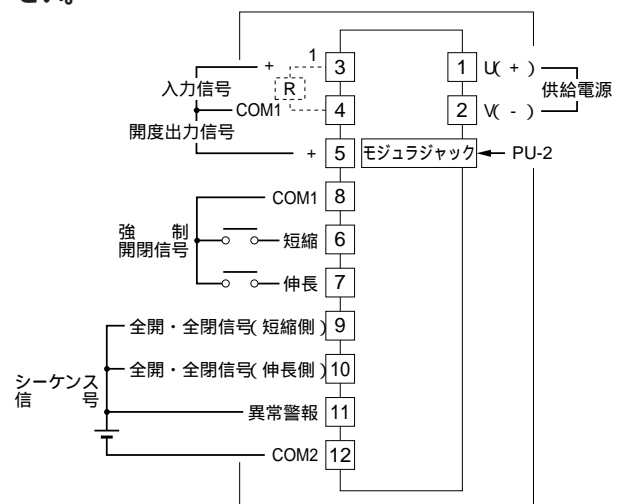 さい。
+ 1 3
入力信号 R
COM1 4
開度出力信号
+ 5
1 U( + )
供給電源
2 V( - )
モジュラジャック PU-2
COM1 8
強 制
開閉信号
短縮 6
伸長 7
全開・全閉信号( 短縮側 ) 9
全開・全閉信号( 伸長側 ) 10
シーケンス
信 号
異常警報 11
COM2 12